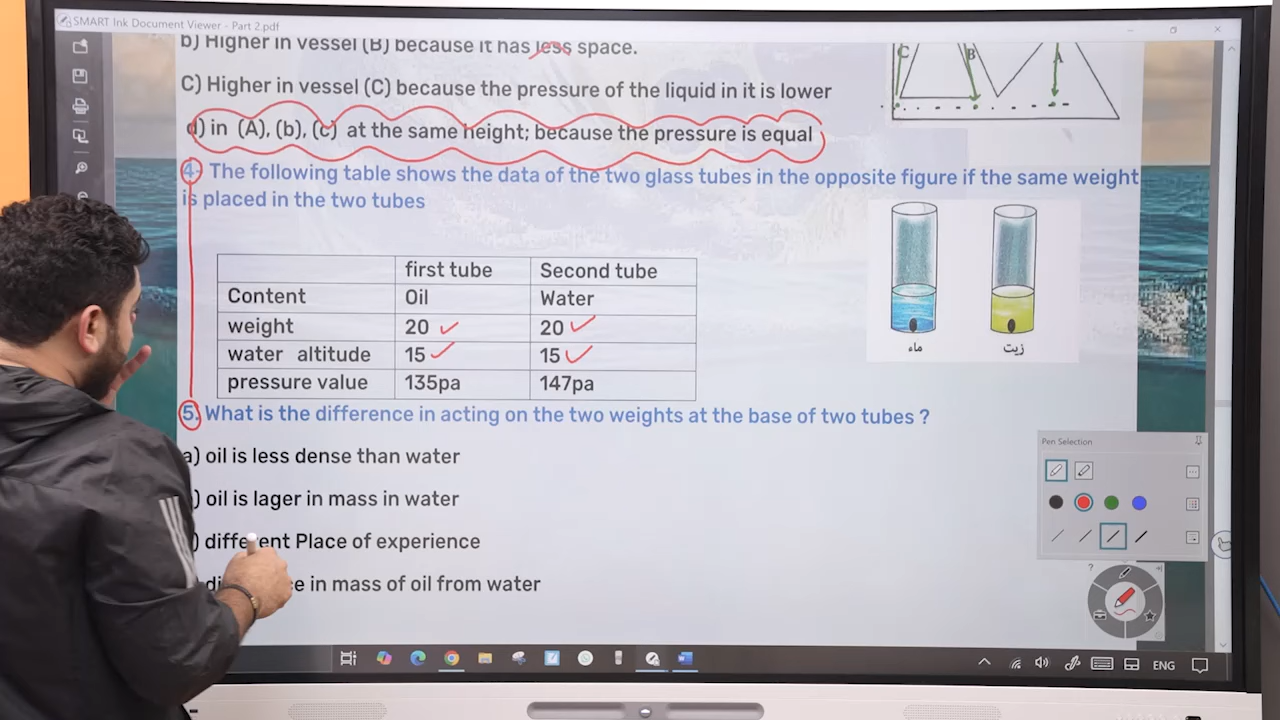 SMART Ink Document Viewer - Part 2.pdf
b) Higher in vessel (B) because it has less space.
C) Higher in vessel (C) because the pressure of the liquid in it is lower
d) in (A), (b), (c) at the same height; because the pressure is equal
C B A
4- The following table shows the data of the two glass tubes in the opposite figure if the same weight
is placed in the two tubes
first tube Second tube
Content Oil Water
weight 20 20
water altitude 15 15
pressure value 135pa 147pa
ماء زيت
5. What is the difference in acting on the two weights at the base of two tubes ?
a) oil is less dense than water
) oil is lager in mass in water
) different Place of experience
in mass of oil from water
Pen Selection
?
ENG